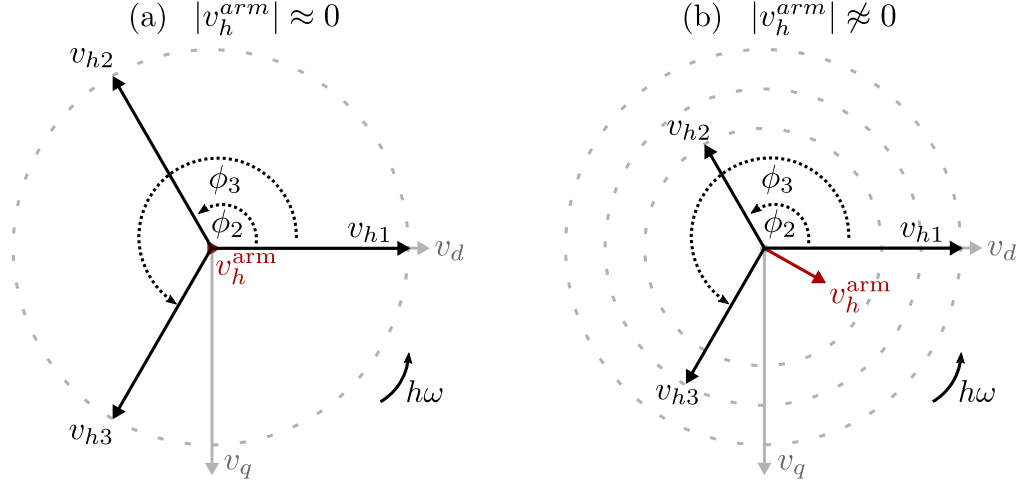 (a) |v_h^{arm}| ≈ 0
v_{h2}
ϕ_3
ϕ_2
v_{h1}
v_d
v_h^{arm}
hω
v_{h3}
v_q
(b) |v_h^{arm}| ≉ 0
v_{h2}
ϕ_3
ϕ_2
v_{h1}
v_d
v_h^{arm}
v_{h3}
hω
v_q